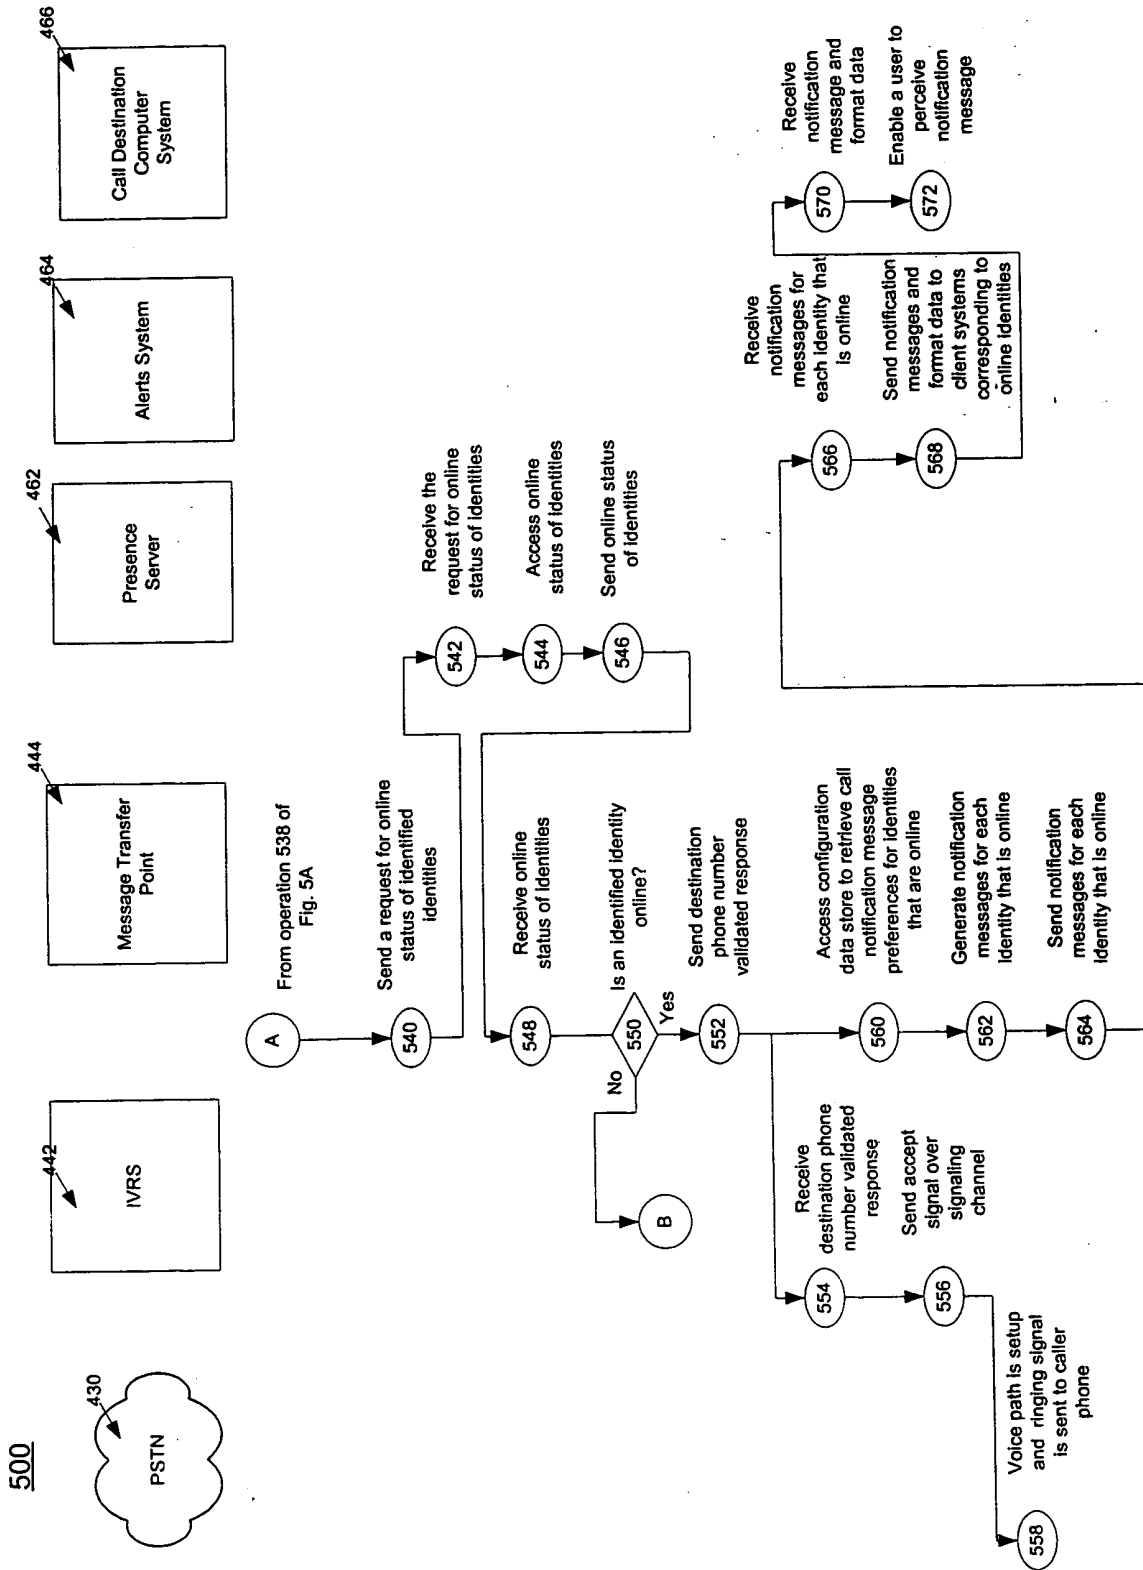 500
430
PSTN
442
IVRS
444
Message Transfer
Point
462
Presence
Server
464
Alerts System
466
Call Destination
Computer
System
A
From operation 538 of
Fig. 5A
540
Send a request for online
status of identified
identities
542
Receive the
request for online
status of identities
544
Access online
status of identities
546
Send online status
of identities
548
Receive online
status of identities
550
Is an identified identity
online?
No
Yes
B
552
Send destination
phone number
validated response
554
Receive
destination phone
number validated
response
556
Send accept
signal over
signaling
channel
558
Voice path is setup
and ringing signal
is sent to caller
phone
560
Access configuration
data store to retrieve call
notification message
preferences for identities
that are online
562
Generate notification
messages for each
identity that is online
564
Send notification
messages for each
identity that is online
566
Receive
notification
messages for
each identity that
is online
568
Send notification
messages and
format data to
client systems
corresponding to
online identities
570
Receive
notification
message and
format data
572
Enable a user to
perceive
notification
message